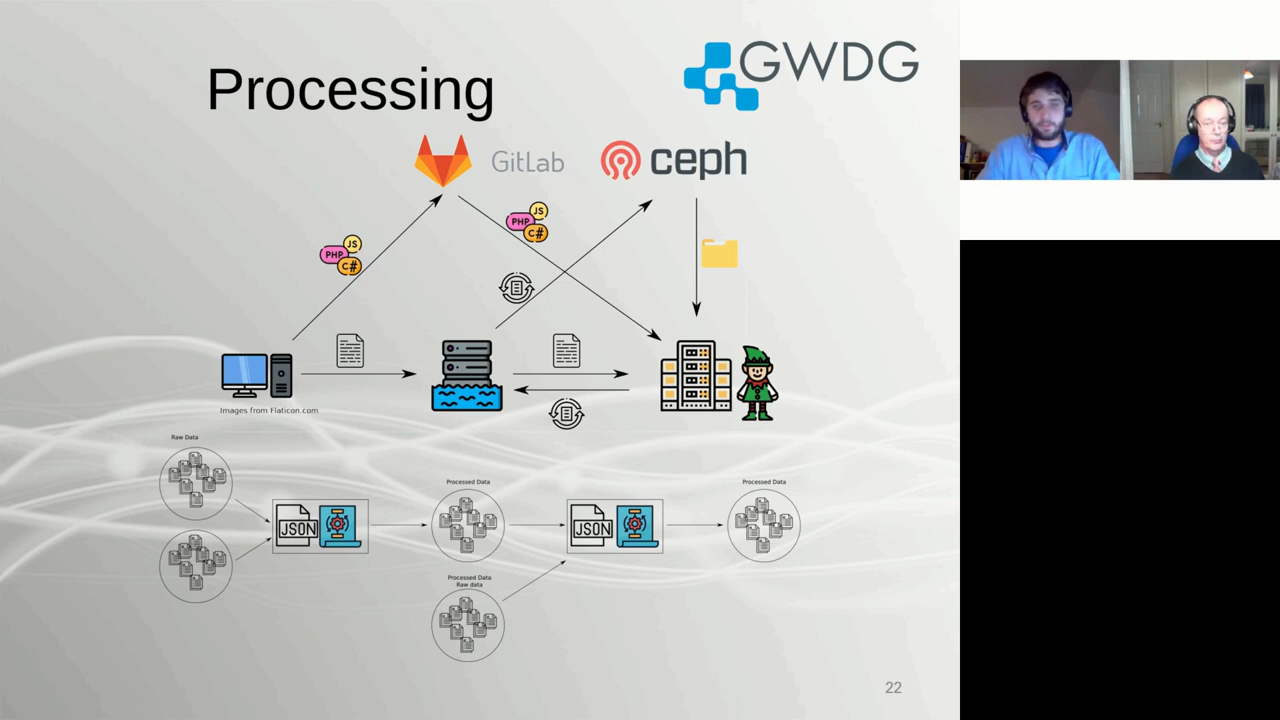 Processing
GWDG
GitLab
ceph
JS
PHP
C#
JS
PHP
C#
Images from Flaticon.com
Raw Data
Processed Data
Processed Data
JSON
JSON
Processed Data
Raw data
22